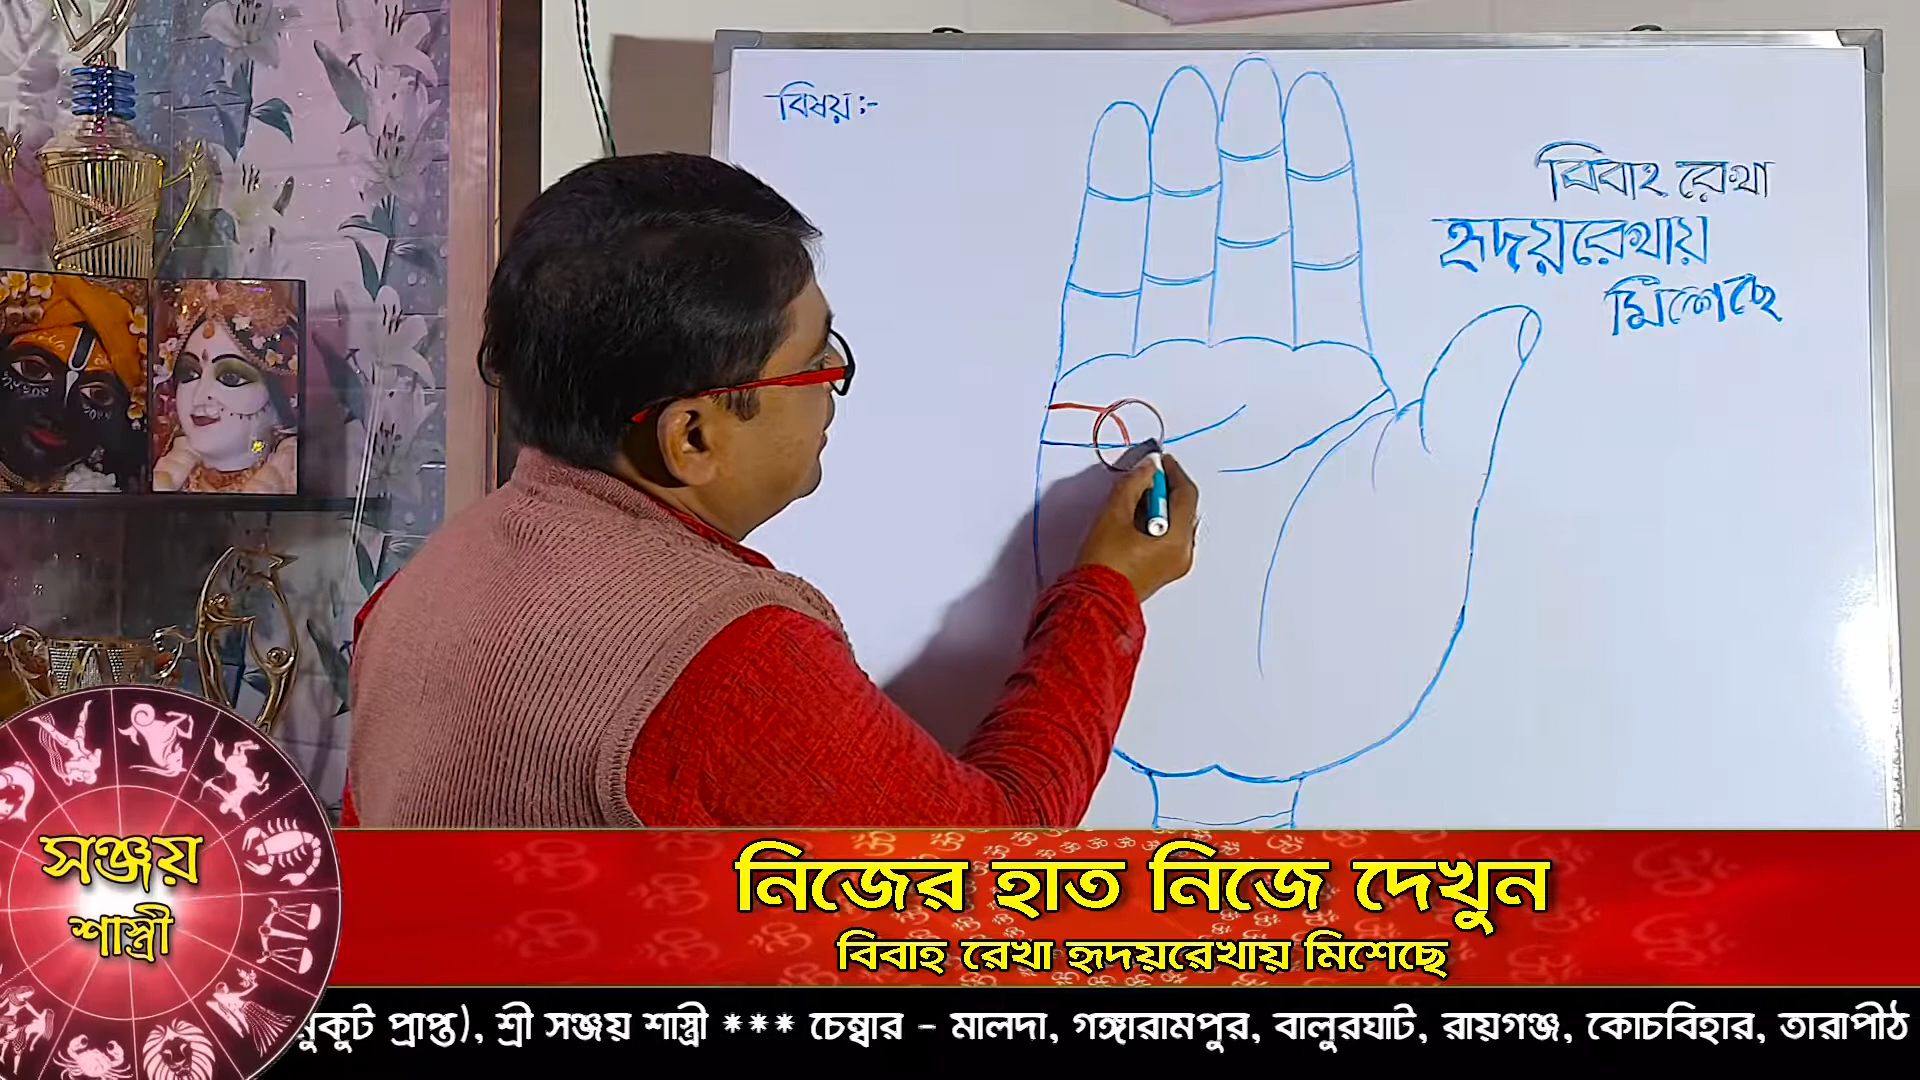 বিষয়:-
বিবাহ রেখা
হৃদয়রেখায়
মিশেছে
নিজের হাত নিজে দেখুন
বিবাহ রেখা হৃদয়রেখায় মিশেছে
সঞ্জয়
শাস্ত্রী
মুকুট প্রাপ্ত), শ্রী সঞ্জয় শাস্ত্রী *** চেম্বার - মালদা, গঙ্গারামপুর, বালুরঘাট, রায়গঞ্জ, কোচবিহার, তারাপীঠ